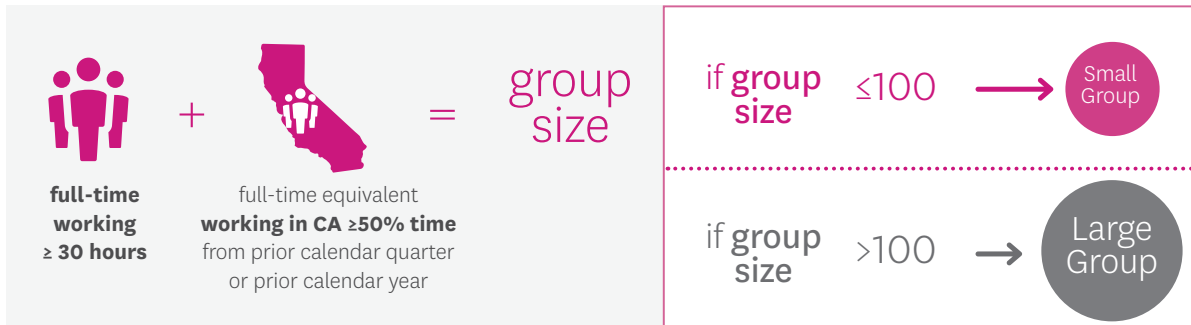 +
=
group
size
full-time
working
≥ 30 hours
full-time equivalent
working in CA ≥50% time
from prior calendar quarter
or prior calendar year
if group
size
≤100
Small
Group
if group
size
>100
Large
Group